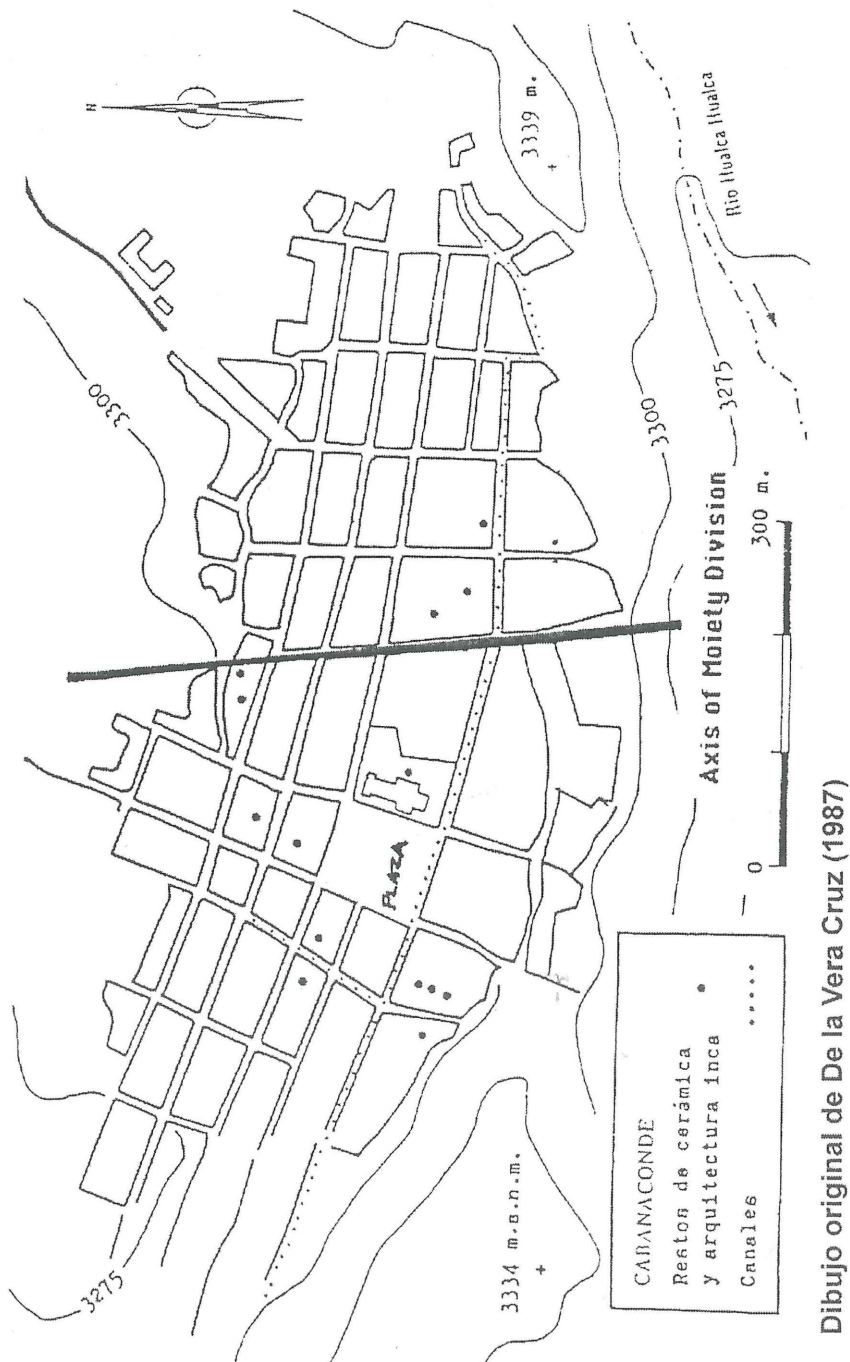 N
3300
3339 m.
Rio Hualca Hualca
3300
3275
PLAZA
Axis of Moiety Division
0
300 m.
3275
3334 m.s.n.m.
CABANACONDE
Restos de cerámica
y arquitectura inca
Canales
Dibujo original de De la Vera Cruz (1987)